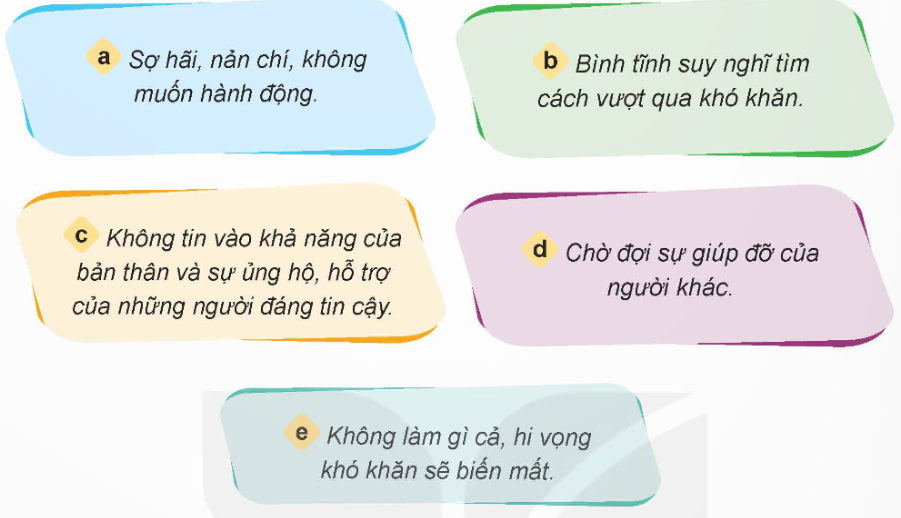 a Sợ hãi, nản chí, không
muốn hành động.
b Bình tĩnh suy nghĩ tìm
cách vượt qua khó khăn.
c Không tin vào khả năng của
bản thân và sự ủng hộ, hỗ trợ
của những người đáng tin cậy.
d Chờ đợi sự giúp đỡ của
người khác.
e Không làm gì cả, hi vọng
khó khăn sẽ biến mất.